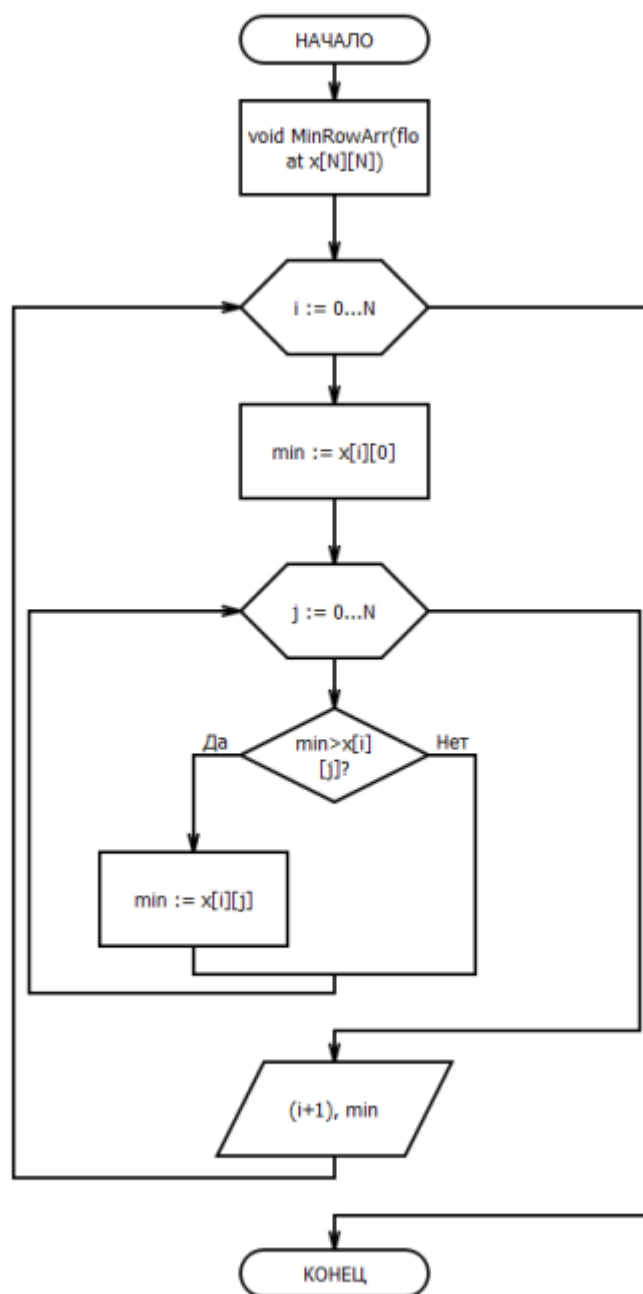 НАЧАЛО
void MinRowArr(flo
at x[N][N])
i := 0...N
min := x[i][0]
j := 0...N
Да
min>x[i]
[j]?
Нет
min := x[i][j]
(i+1), min
КОНЕЦ